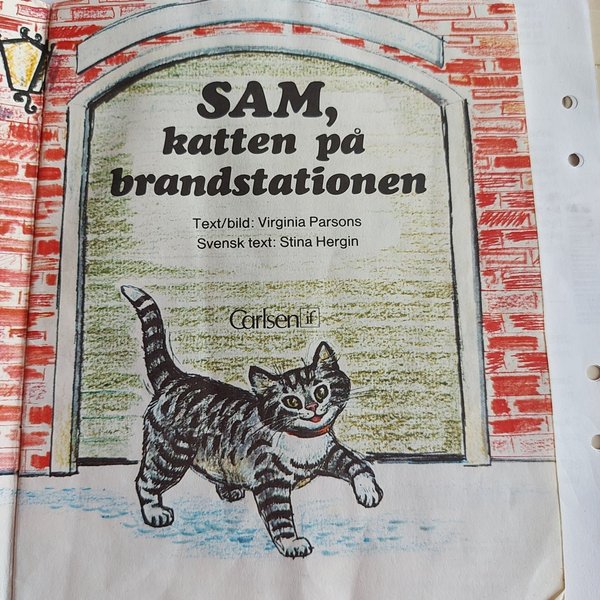 SAM,
katten på
brandstationen
Text/bild: Virginia Parsons
Svensk text: Stina Hergin
Carlsen if